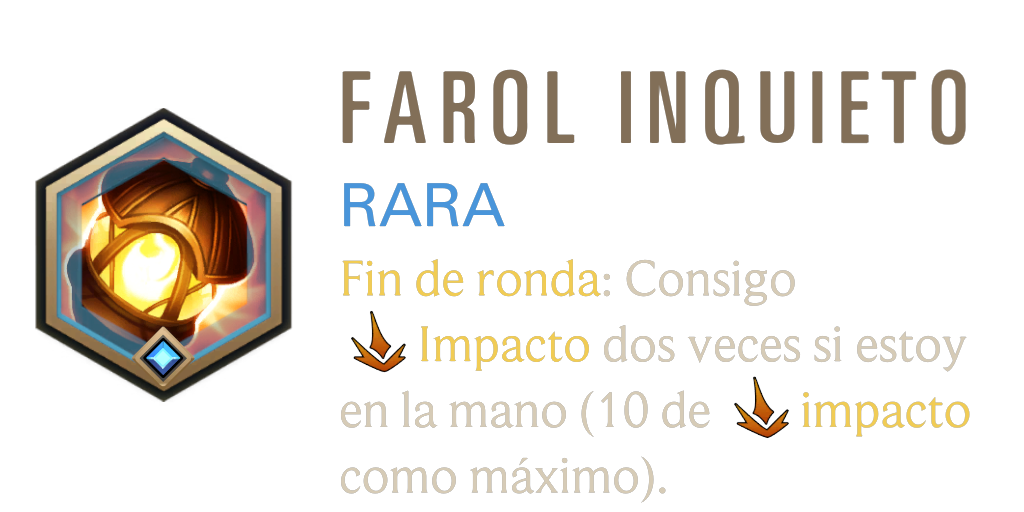 FAROL INQUIETO
RARA
Fin de ronda: Consigo
Impacto dos veces si estoy
en la mano (10 de impacto
como máximo).